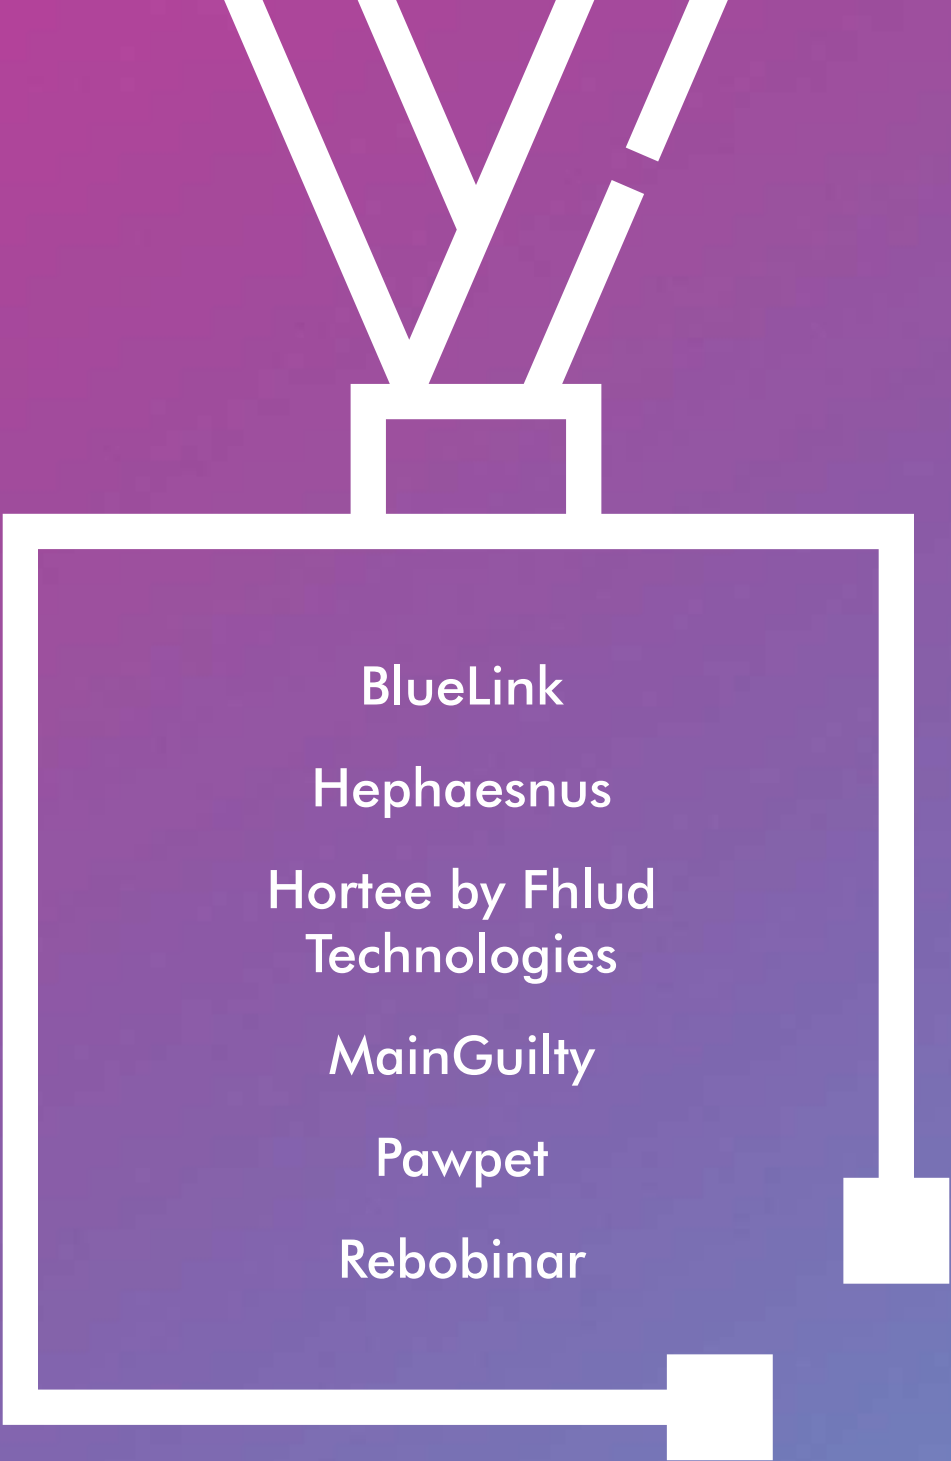 BlueLink
Hephaesnus
Hortee by Fhlud
Technologies
MainGuilty
Pawpet
Rebobinar